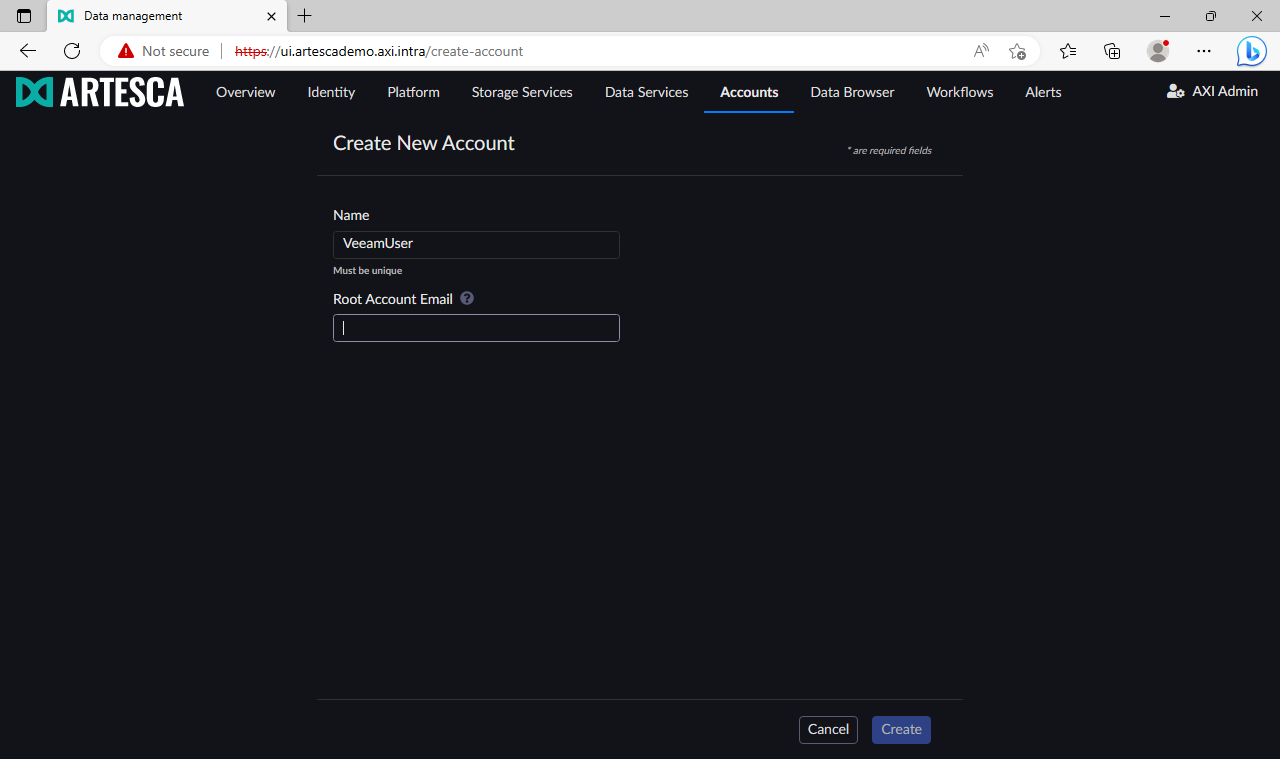 Data management
Not secure https://ui.artescademo.axi.intra/create-account
ARTESCA Overview Identity Platform Storage Services Data Services Accounts Data Browser Workflows Alerts AXI Admin
Create New Account
* are required fields
Name
VeeamUser
Must be unique
Root Account Email
Cancel Create